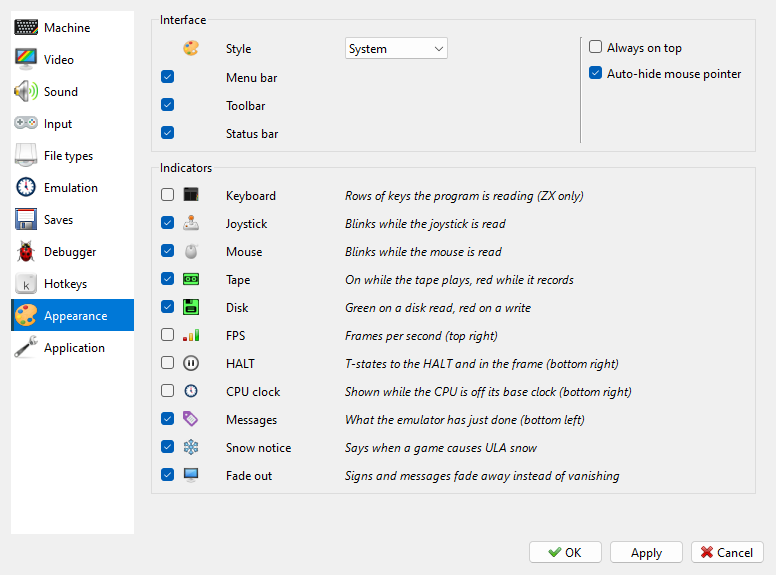 Machine
Video
Sound
Input
File types
Emulation
Saves
Debugger
k
Hotkeys
Appearance
Application
Interface
Style
System
Menu bar
Toolbar
Status bar
Always on top
Auto-hide mouse pointer
Indicators
Keyboard Rows of keys the program is reading (ZX only)
Joystick Blinks while the joystick is read
Mouse Blinks while the mouse is read
Tape On while the tape plays, red while it records
Disk Green on a disk read, red on a write
FPS Frames per second (top right)
HALT T-states to the HALT and in the frame (bottom right)
CPU clock Shown while the CPU is off its base clock (bottom right)
Messages What the emulator has just done (bottom left)
Snow notice Says when a game causes ULA snow
Fade out Signs and messages fade away instead of vanishing
OK Apply Cancel